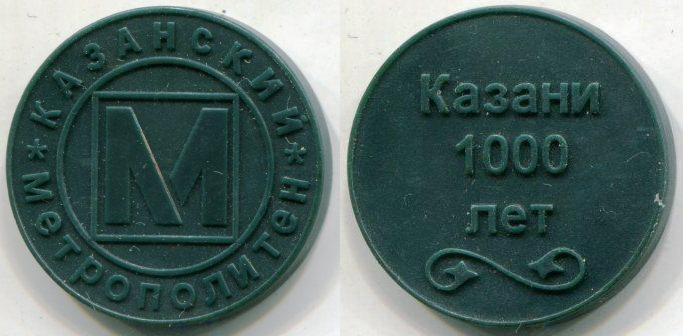 * КАЗАНСКИЙ *
Метрополитен
М
Казани
1000
лет